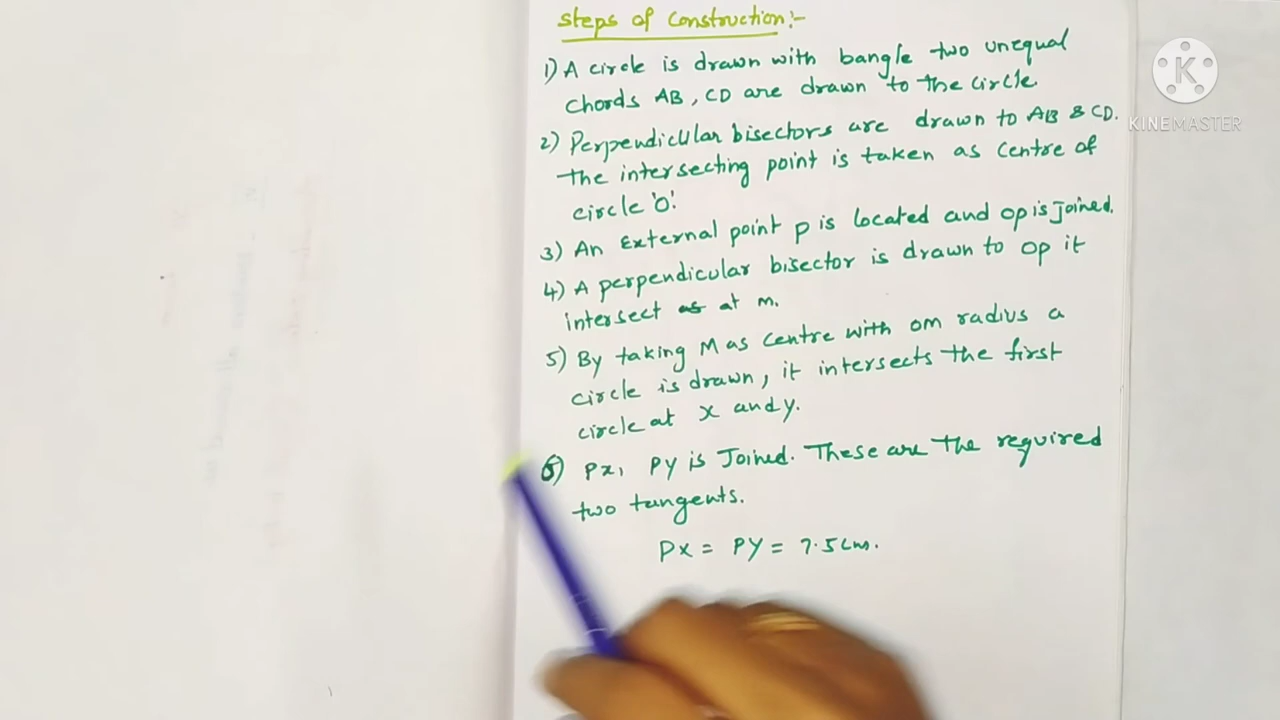 Steps of Construction:-
1) A circle is drawn with bangle two unequal
chords AB, CD are drawn to the circle.
2) Perpendicular bisectors are drawn to AB & CD.
the intersecting point is taken as centre of
circle 'O'.
3) An External point p is located and op is Joined.
4) A perpendicular bisector is drawn to op it
intersect as at m.
5) By taking M as centre with om radius a
circle is drawn, it intersects the first
circle at x and y.
6) Px, PY is Joined. These are the required
two tangents.
PX = PY = 7.5cm.
K
KINEMASTER